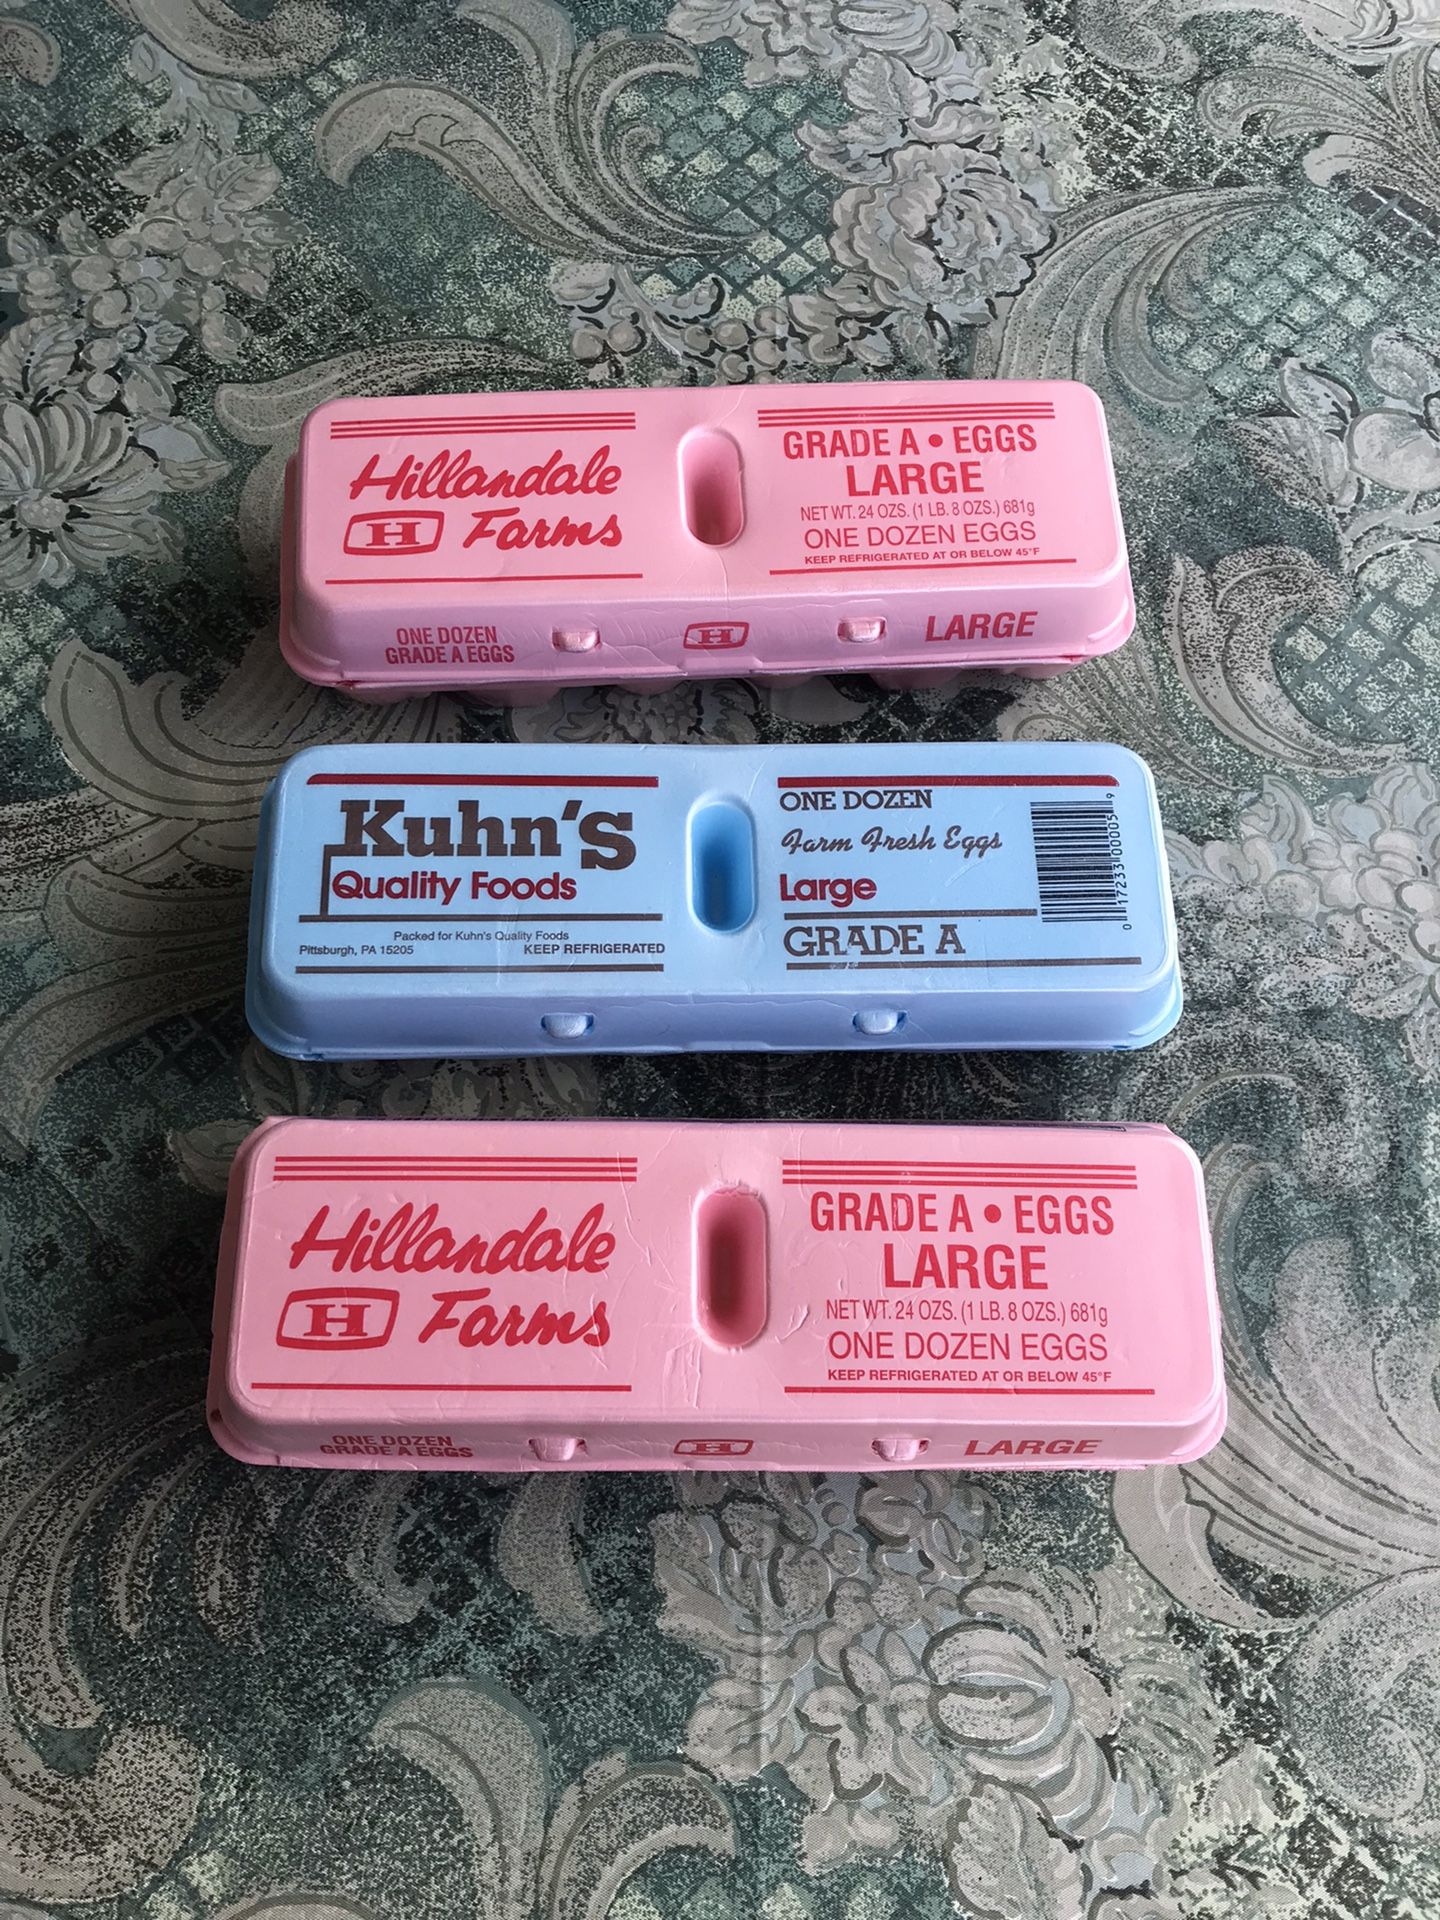 Hillandale
H Farms
GRADE A • EGGS
LARGE
NET WT. 24 OZS. (1 LB. 8 OZS.) 681g
ONE DOZEN EGGS
KEEP REFRIGERATED AT OR BELOW 45°F
ONE DOZEN
GRADE A EGGS
H
LARGE
Kuhn's
Quality Foods
Packed for Kuhn's Quality Foods
Pittsburgh, PA 15205
KEEP REFRIGERATED
ONE DOZEN
Farm Fresh Eggs
Large
GRADE A
0 17233 00005 9
Hillandale
H Farms
GRADE A • EGGS
LARGE
NET WT. 24 OZS. (1 LB. 8 OZS.) 681g
ONE DOZEN EGGS
KEEP REFRIGERATED AT OR BELOW 45°F
ONE DOZEN
GRADE A EGGS
H
LARGE